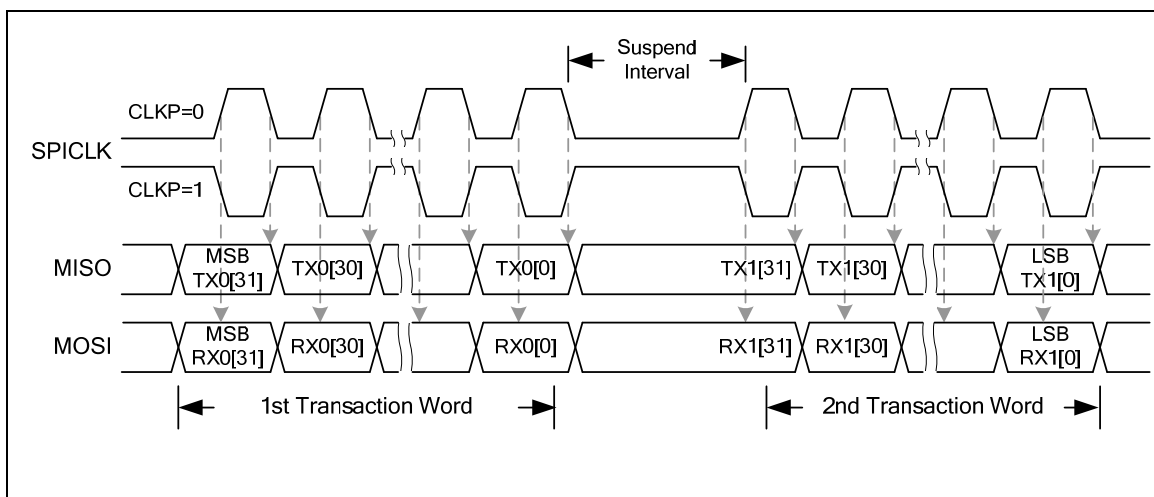 Suspend
Interval
CLKP=0
SPICLK
CLKP=1
MISO
MSB
TX0[31]
TX0[30]
TX0[0]
TX1[31]
TX1[30]
LSB
TX1[0]
MOSI
MSB
RX0[31]
RX0[30]
RX0[0]
RX1[31]
RX1[30]
LSB
RX1[0]
1st Transaction Word
2nd Transaction Word